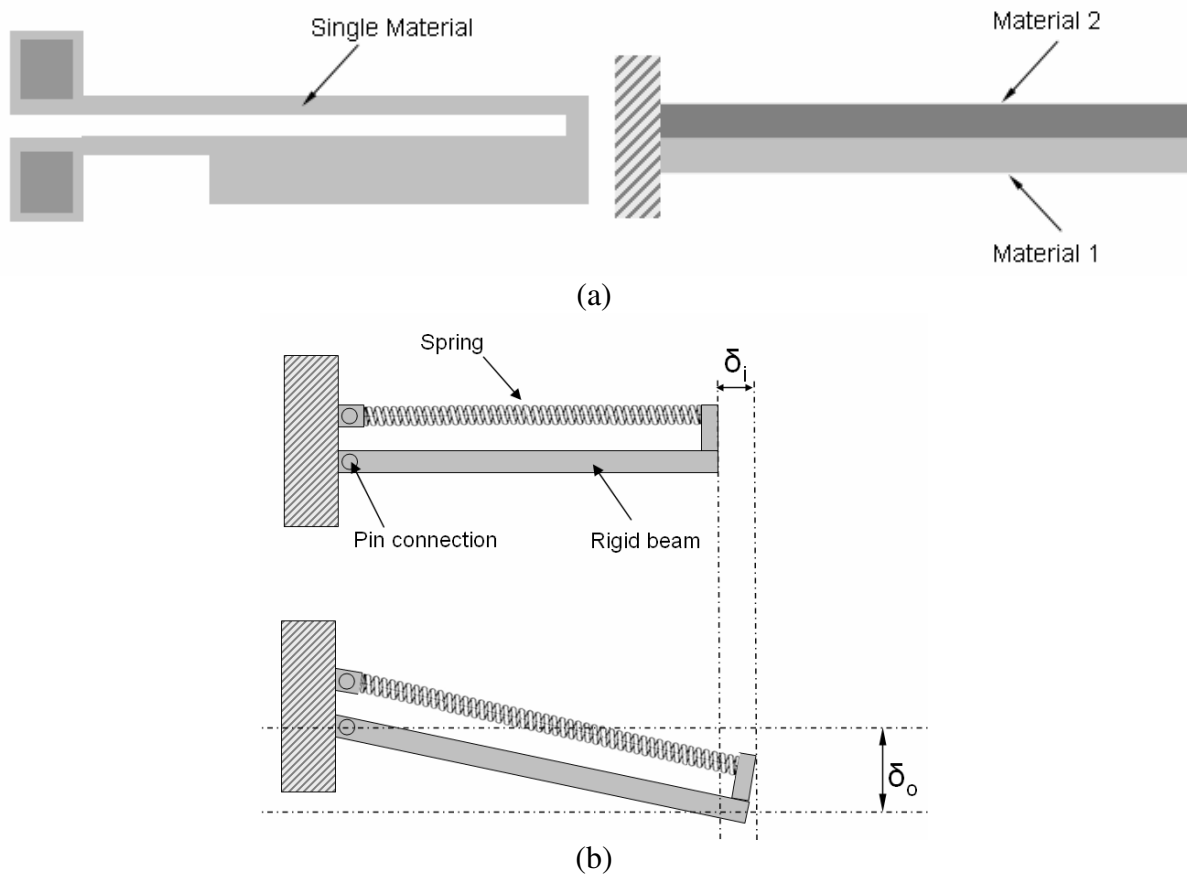 Single Material
Material 2
Material 1
(a)
Spring
δi
Pin connection
Rigid beam
δo
(b)